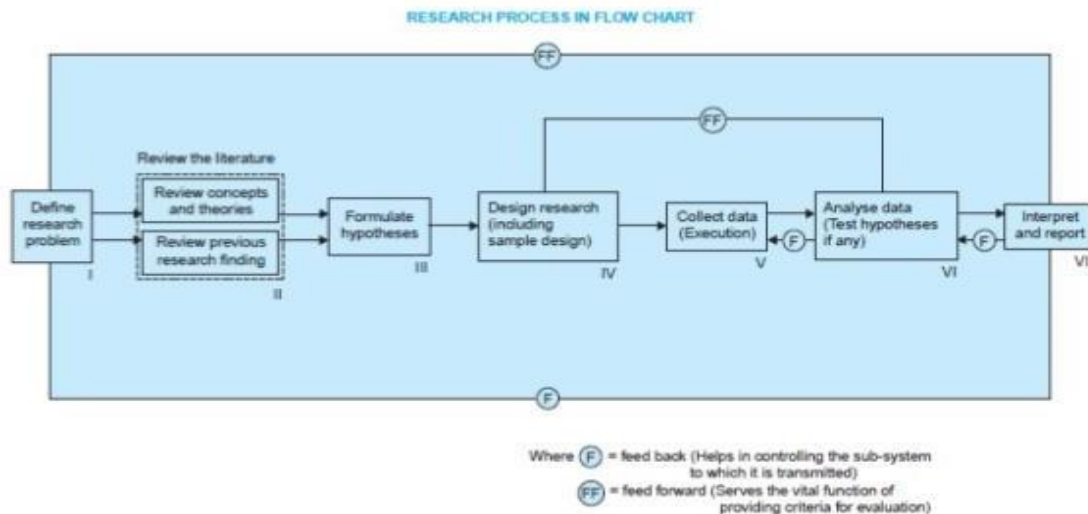 RESEARCH PROCESS IN FLOW CHART
FF
FF
Review the literature
Define
research
problem
I
Review concepts
and theories
Review previous
research finding
II
Formulate
hypotheses
III
Design research
(including
sample design)
IV
Collect data
(Execution)
V
F
Analyse data
(Test hypotheses
if any)
VI
F
Interpret
and report
VI
F
Where F = feed back (Helps in controlling the sub-system
to which it is transmitted)
FF = feed forward (Serves the vital function of
providing criteria for evaluation)